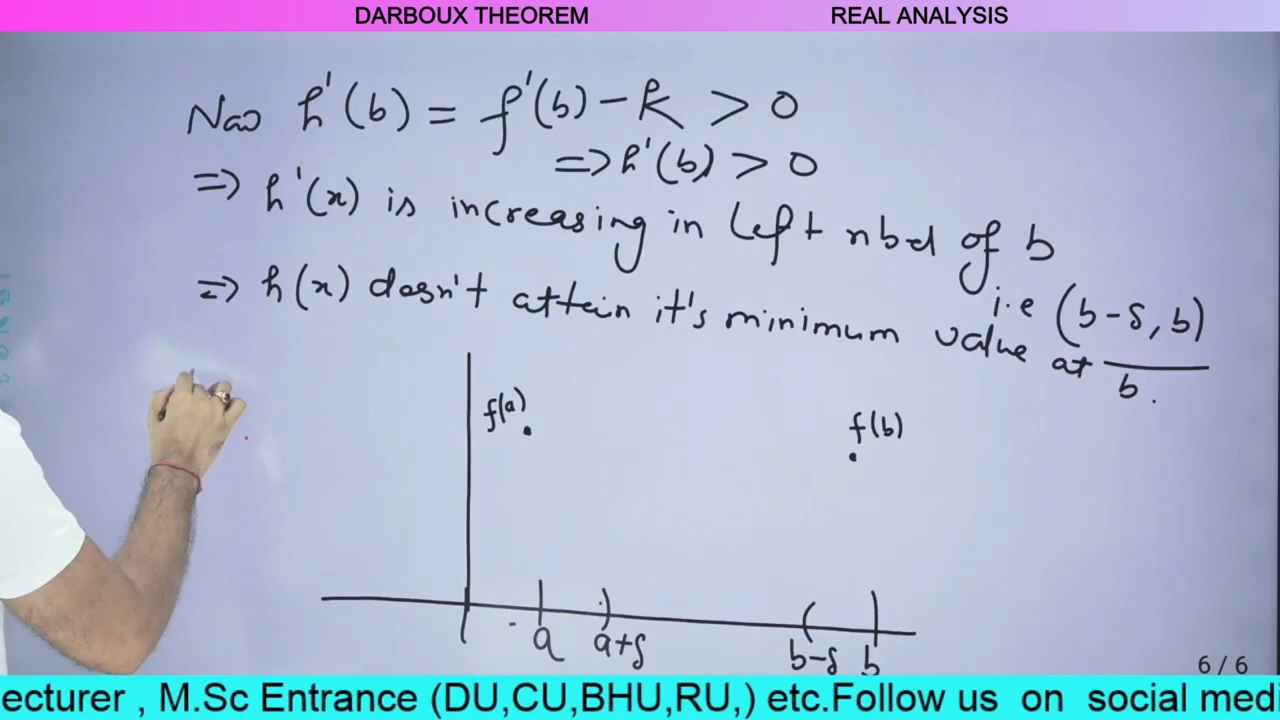 DARBOUX THEOREM REAL ANALYSIS
Now h'(b) = f'(b) - k > 0
=> h'(b) > 0
=> h'(x) is increasing in left nbd of b
i.e (b-δ, b)
=> h(x) doesn't attein it's minimum value at b.
f(a)
f(b)
a a+δ b-δ b
6 / 6
ecturer , M.Sc Entrance (DU,CU,BHU,RU,) etc.Follow us on social medi